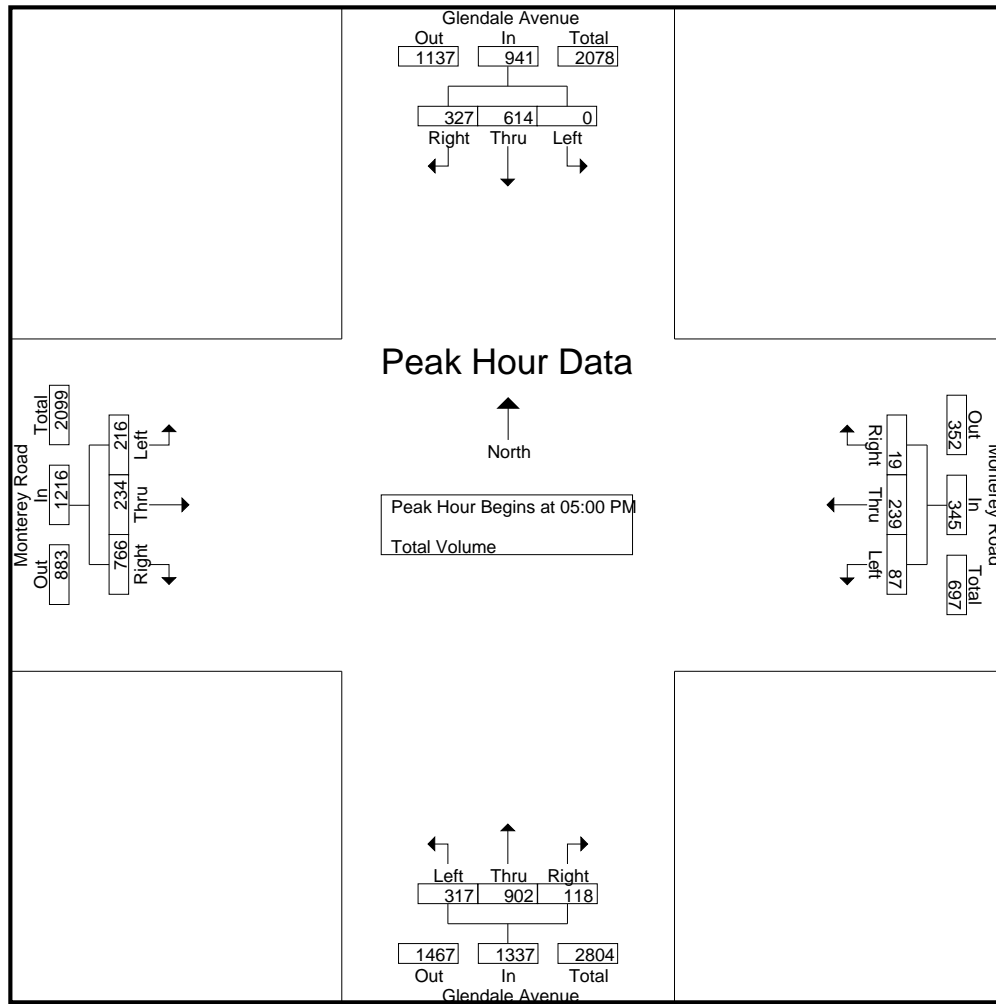 Glendale Avenue
Out In Total
1137 941 2078
327 614 0
Right Thru Left
Peak Hour Data
North
Peak Hour Begins at 05:00 PM
Total Volume
Monterey Road
Total In Out
2099 1216 883
216 234 766
Left Thru Right
Right Thru Left
19 239 87
352 345 697
Out In Total
Monterey Road
Left Thru Right
317 902 118
1467 1337 2804
Out In Total
Glendale Avenue